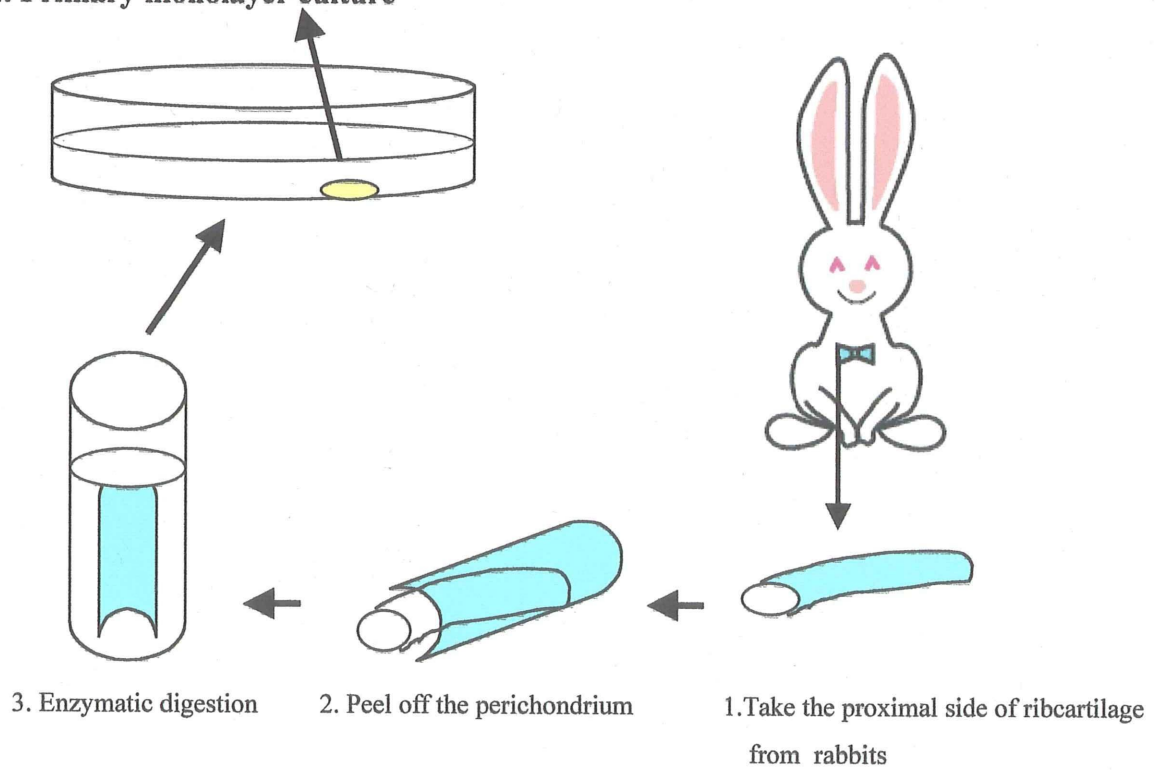 Primary monolayer culture
3. Enzymatic digestion
2. Peel off the perichondrium
1.Take the proximal side of ribcartilage
from rabbits